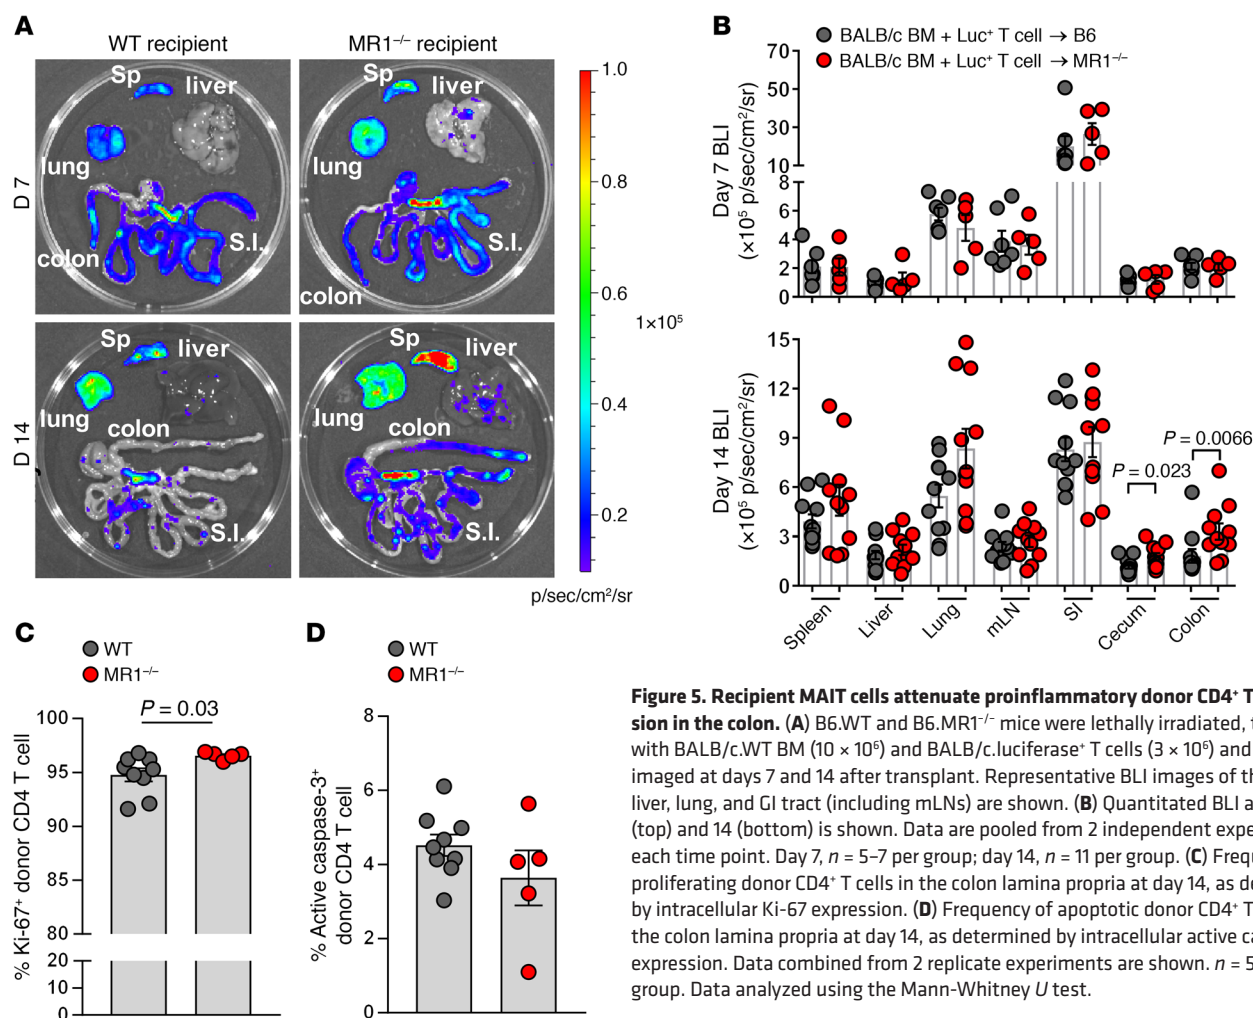 A
WT recipient
MR1–/– recipient
D 7
Sp
liver
lung
colon
S.I.
Sp
liver
lung
colon
S.I.
D 14
Sp
liver
lung
colon
S.I.
Sp
liver
lung
colon
S.I.
1.0
0.8
0.6
1×10⁵
0.4
0.2
p/sec/cm²/sr
B
BALB/c BM + Luc⁺ T cell → B6
BALB/c BM + Luc⁺ T cell → MR1–/–
Day 7 BLI
(×10⁵ p/sec/cm²/sr)
70
50
30
10
8
6
4
2
0
Day 14 BLI
(×10⁵ p/sec/cm²/sr)
15
12
9
6
3
0
P = 0.023
P = 0.0066
Spleen
Liver
Lung
mLN
SI
Cecum
Colon
C
WT
MR1–/–
P = 0.03
% Ki-67⁺ donor CD4 T cell
100
95
90
85
80
20
10
0
D
WT
MR1–/–
% Active caspase-3⁺
donor CD4 T cell
8
6
4
2
0
Figure 5. Recipient MAIT cells attenuate proinflammatory donor CD4⁺ T
sion in the colon. (A) B6.WT and B6.MR1–/– mice were lethally irradiated,
with BALB/c.WT BM (10 × 10⁶) and BALB/c.luciferase⁺ T cells (3 × 10⁶) and
imaged at days 7 and 14 after transplant. Representative BLI images of th
liver, lung, and GI tract (including mLNs) are shown. (B) Quantitated BLI a
(top) and 14 (bottom) is shown. Data are pooled from 2 independent expe
each time point. Day 7, n = 5–7 per group; day 14, n = 11 per group. (C) Frequ
proliferating donor CD4⁺ T cells in the colon lamina propria at day 14, as de
by intracellular Ki-67 expression. (D) Frequency of apoptotic donor CD4⁺ T
the colon lamina propria at day 14, as determined by intracellular active ca
expression. Data combined from 2 replicate experiments are shown. n = 5
group. Data analyzed using the Mann-Whitney U test.